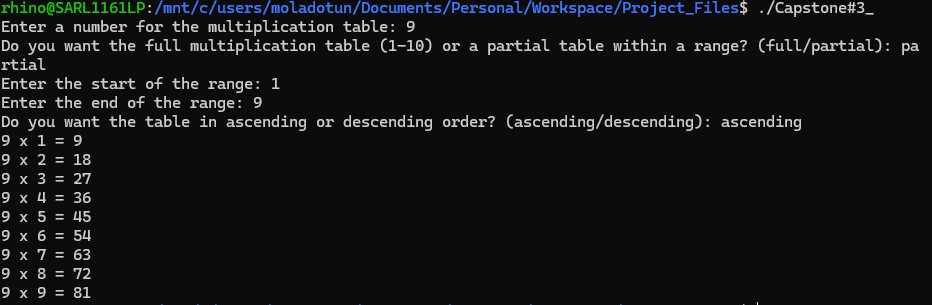 rhino@SARL1161LP:/mnt/c/users/moladotun/Documents/Personal/Workspace/Project_Files$ ./Capstone#3_
Enter a number for the multiplication table: 9
Do you want the full multiplication table (1-10) or a partial table within a range? (full/partial): pa
rtial
Enter the start of the range: 1
Enter the end of the range: 9
Do you want the table in ascending or descending order? (ascending/descending): ascending
9 x 1 = 9
9 x 2 = 18
9 x 3 = 27
9 x 4 = 36
9 x 5 = 45
9 x 6 = 54
9 x 7 = 63
9 x 8 = 72
9 x 9 = 81